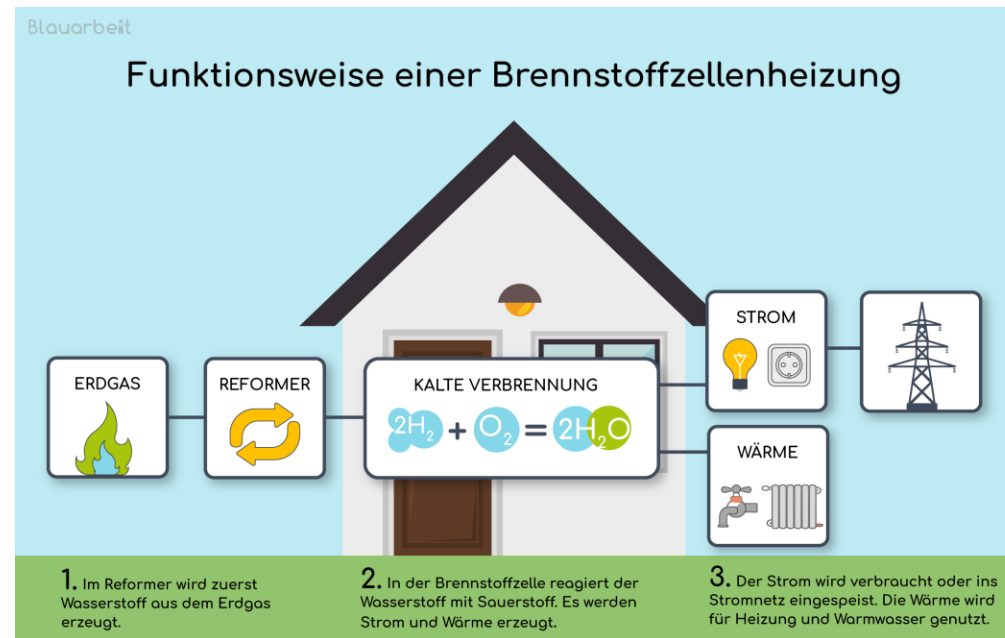 Blauarbeit
Funktionsweise einer Brennstoffzellenheizung
ERDGAS
REFORMER
KALTE VERBRENNUNG
2H₂ + O₂ = 2H₂O
STROM
WÄRME
1. Im Reformer wird zuerst
Wasserstoff aus dem Erdgas
erzeugt.
2. In der Brennstoffzelle reagiert der
Wasserstoff mit Sauerstoff. Es werden
Strom und Wärme erzeugt.
3. Der Strom wird verbraucht oder ins
Stromnetz eingespeist. Die Wärme wird
für Heizung und Warmwasser genutzt.